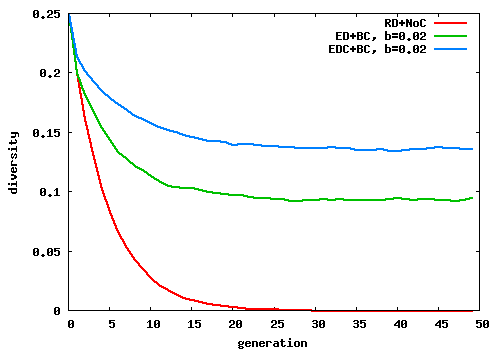 0.25
0.2
0.15
0.1
0.05
0
diversity
RD+NoC
ED+BC, b=0.02
EDC+BC, b=0.02
0 5 10 15 20 25 30 35 40 45 50
generation